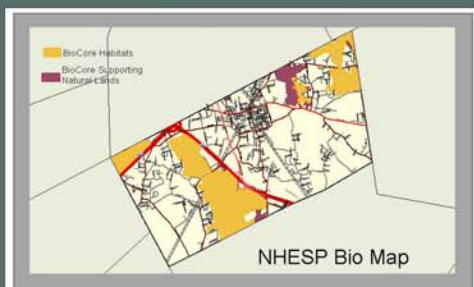 BioCore Habitats
BioCore Supporting
Natural Lands
NHESP Bio Map